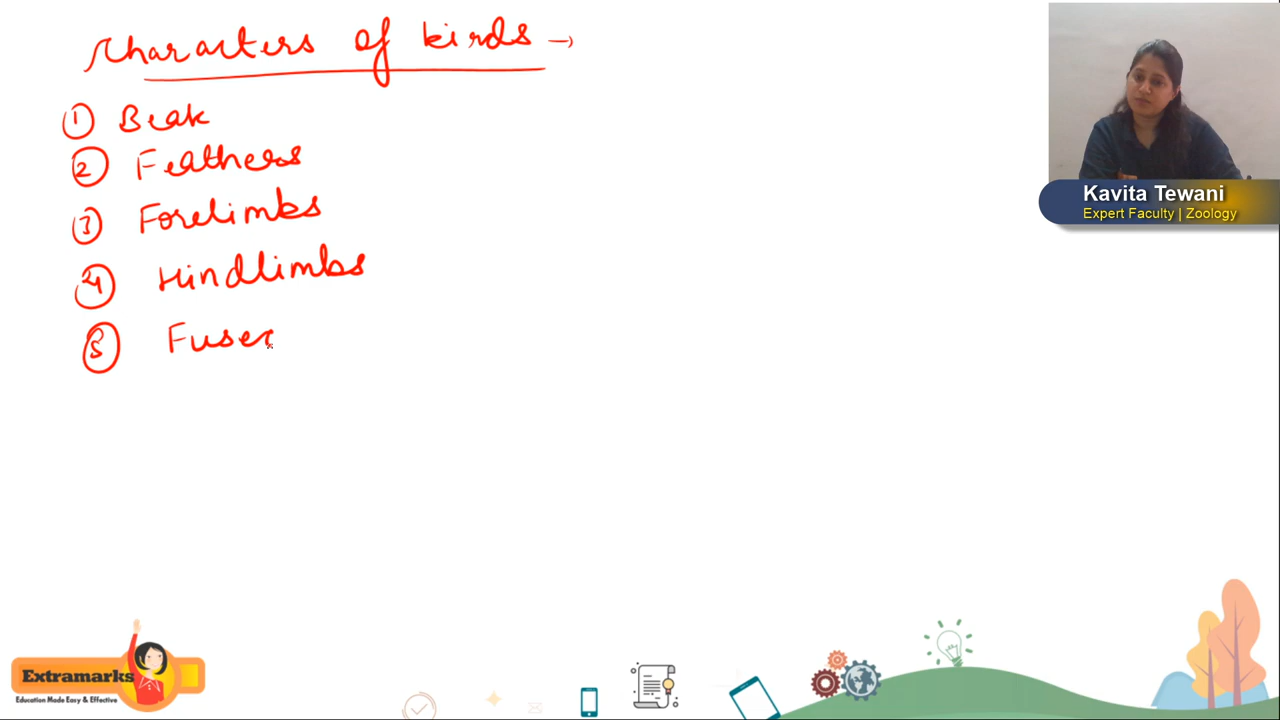 Characters of birds →
① Beak
② Feathers
③ Forelimbs
④ Hindlimbs
⑤ Fuser
Kavita Tewani
Expert Faculty | Zoology
Extramarks
Education Made Easy & Effective